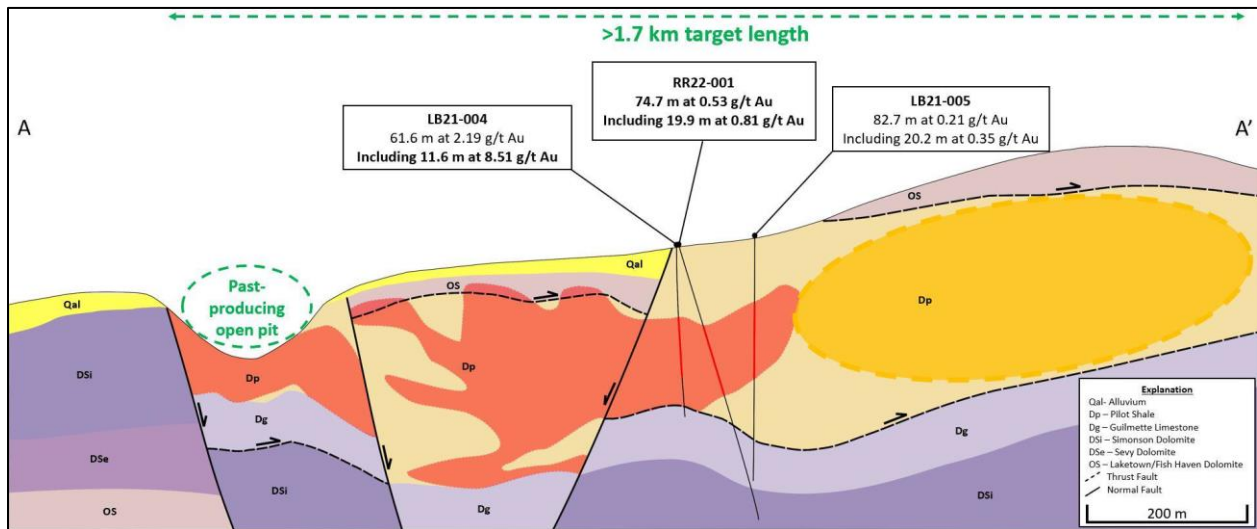 >1.7 km target length
RR22-001
74.7 m at 0.53 g/t Au
Including 19.9 m at 0.81 g/t Au
LB21-004
61.6 m at 2.19 g/t Au
Including 11.6 m at 8.51 g/t Au
LB21-005
82.7 m at 0.21 g/t Au
Including 20.2 m at 0.35 g/t Au
A
A'
OS
Qal
Qal
Past-
producing
open pit
OS
Dp
DSi
Dp
Dp
Dg
Dg
DSe
DSi
DSi
OS
Dg
Explanation
Qal- Alluvium
Dp – Pilot Shale
Dg – Guilmette Limestone
DSi – Simonson Dolomite
DSe – Sevy Dolomite
OS – Laketown/Fish Haven Dolomite
Thrust Fault
Normal Fault
200 m